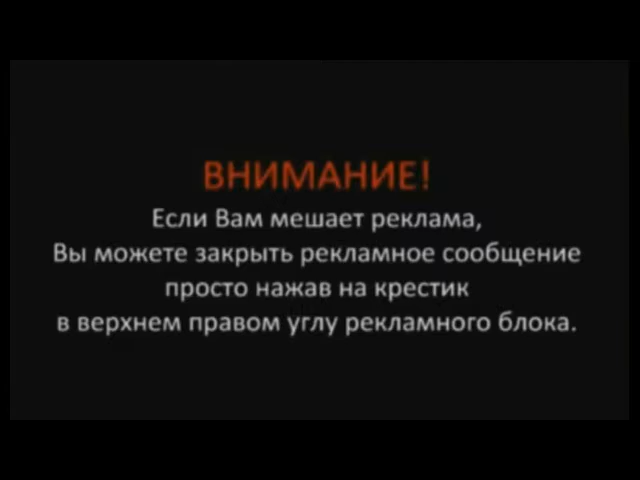 ВНИМАНИЕ!
Если Вам мешает реклама,
Вы можете закрыть рекламное сообщение
просто нажав на крестик
в верхнем правом углу рекламного блока.